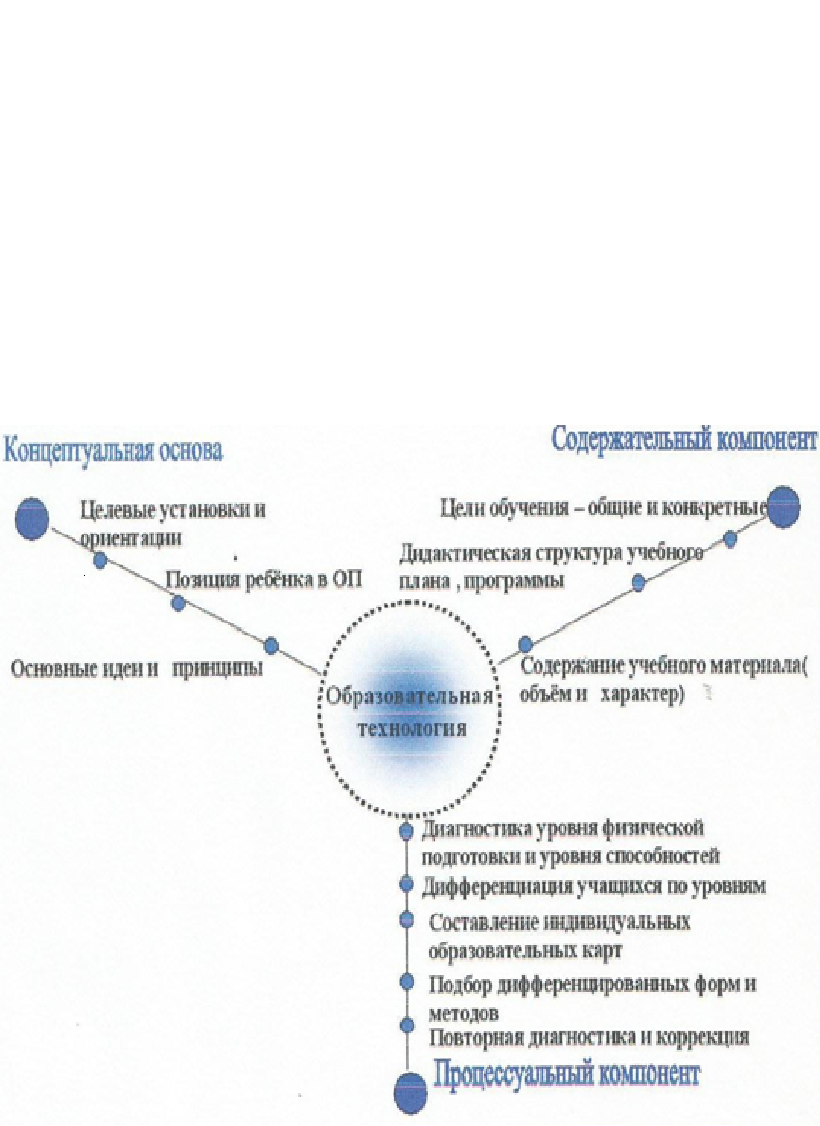 Концептуальная основа
Содержательный компонент
Целевые установки и
ориентации
Позиция ребёнка в ОП
Основные идеи и принципы
Цели обучения – общие и конкретные
Дидактическая структура учебного
плана , программы
Содержание учебного материала(
объём и характер)
Образовательная
технология
Диагностика уровня физической
подготовки и уровня способностей
Дифференциация учащихся по уровням
Составление индивидуальных
образовательных карт
Подбор дифференцированных форм и
методов
Повторная диагностика и коррекция
Процессуальный компонент